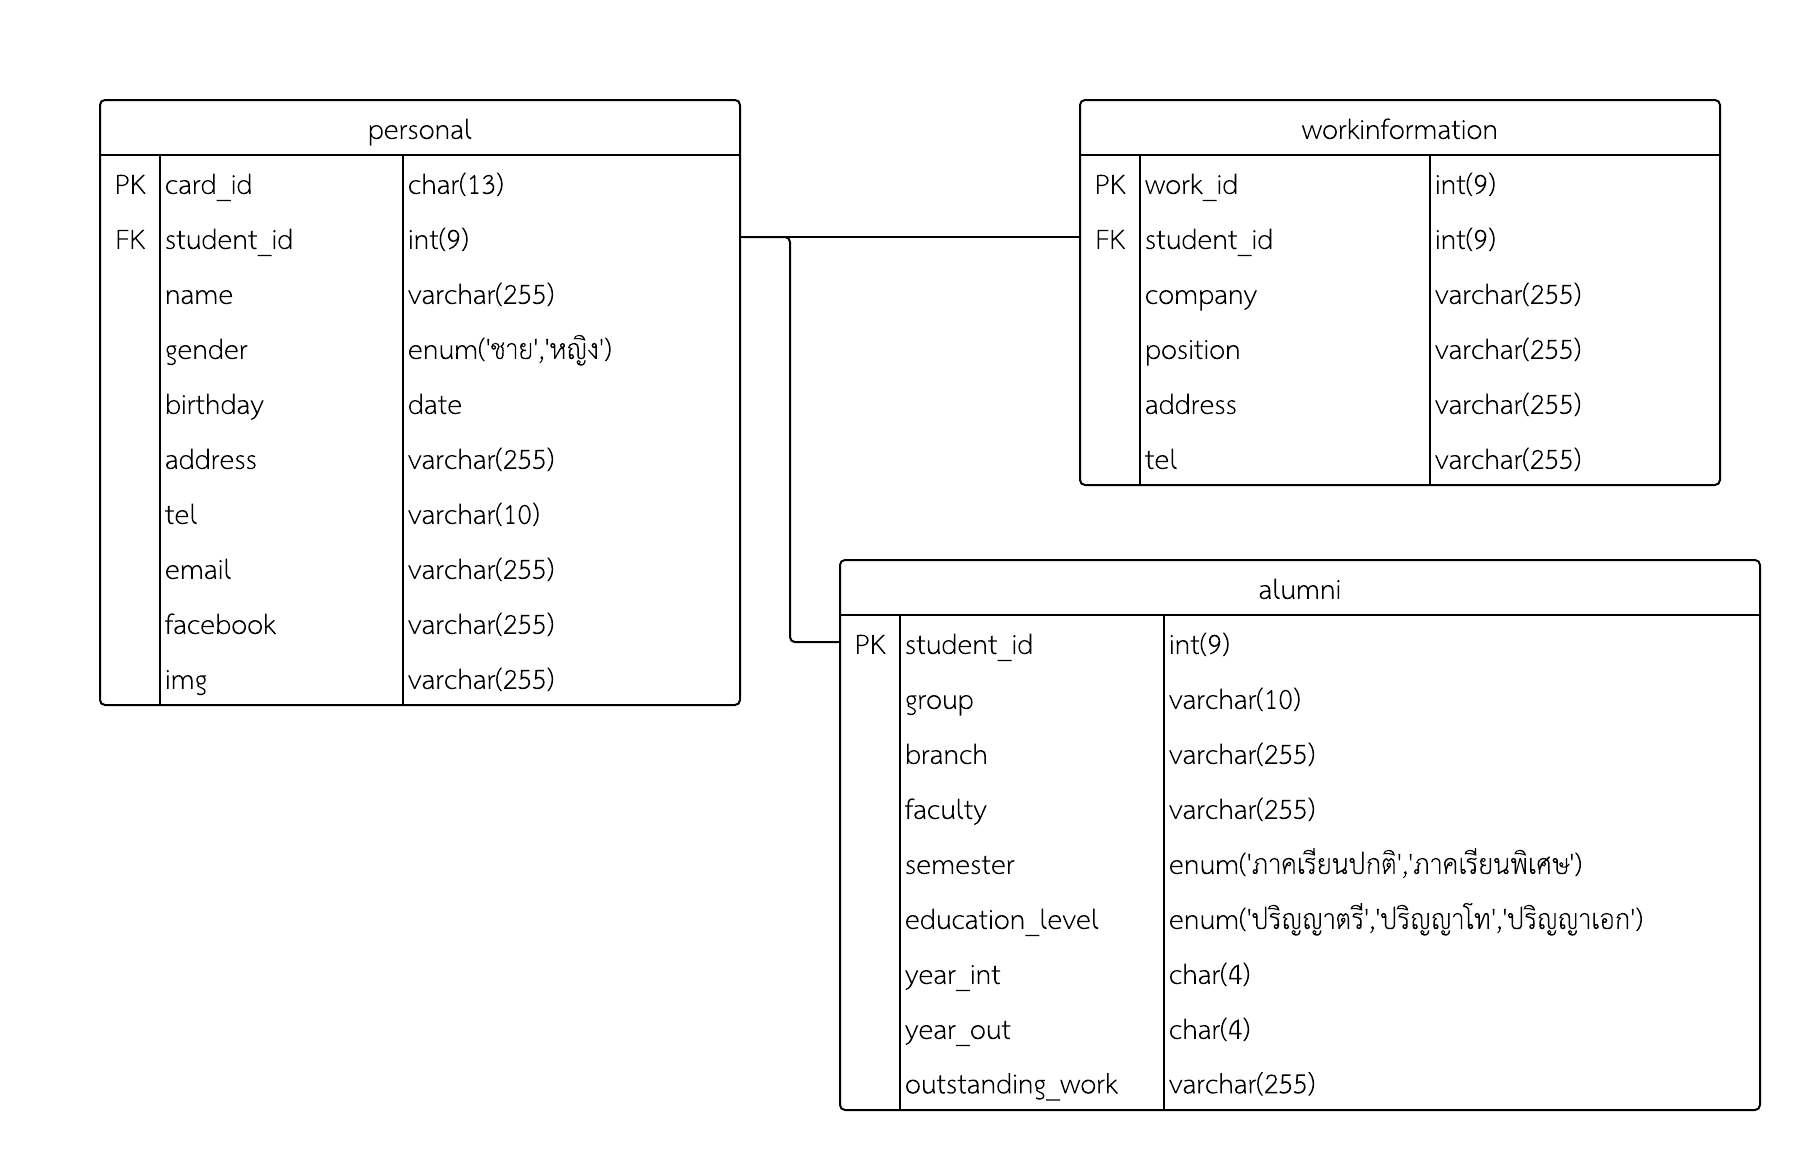 personal
PK card_id char(13)
FK student_id int(9)
name varchar(255)
gender enum('ชาย','หญิง')
birthday date
address varchar(255)
tel varchar(10)
email varchar(255)
facebook varchar(255)
img varchar(255)
workinformation
PK work_id int(9)
FK student_id int(9)
company varchar(255)
position varchar(255)
address varchar(255)
tel varchar(255)
alumni
PK student_id int(9)
group varchar(10)
branch varchar(255)
faculty varchar(255)
semester enum('ภาคเรียนปกติ','ภาคเรียนพิเศษ')
education_level enum('ปริญญาตรี','ปริญญาโท','ปริญญาเอก')
year_int char(4)
year_out char(4)
outstanding_work varchar(255)